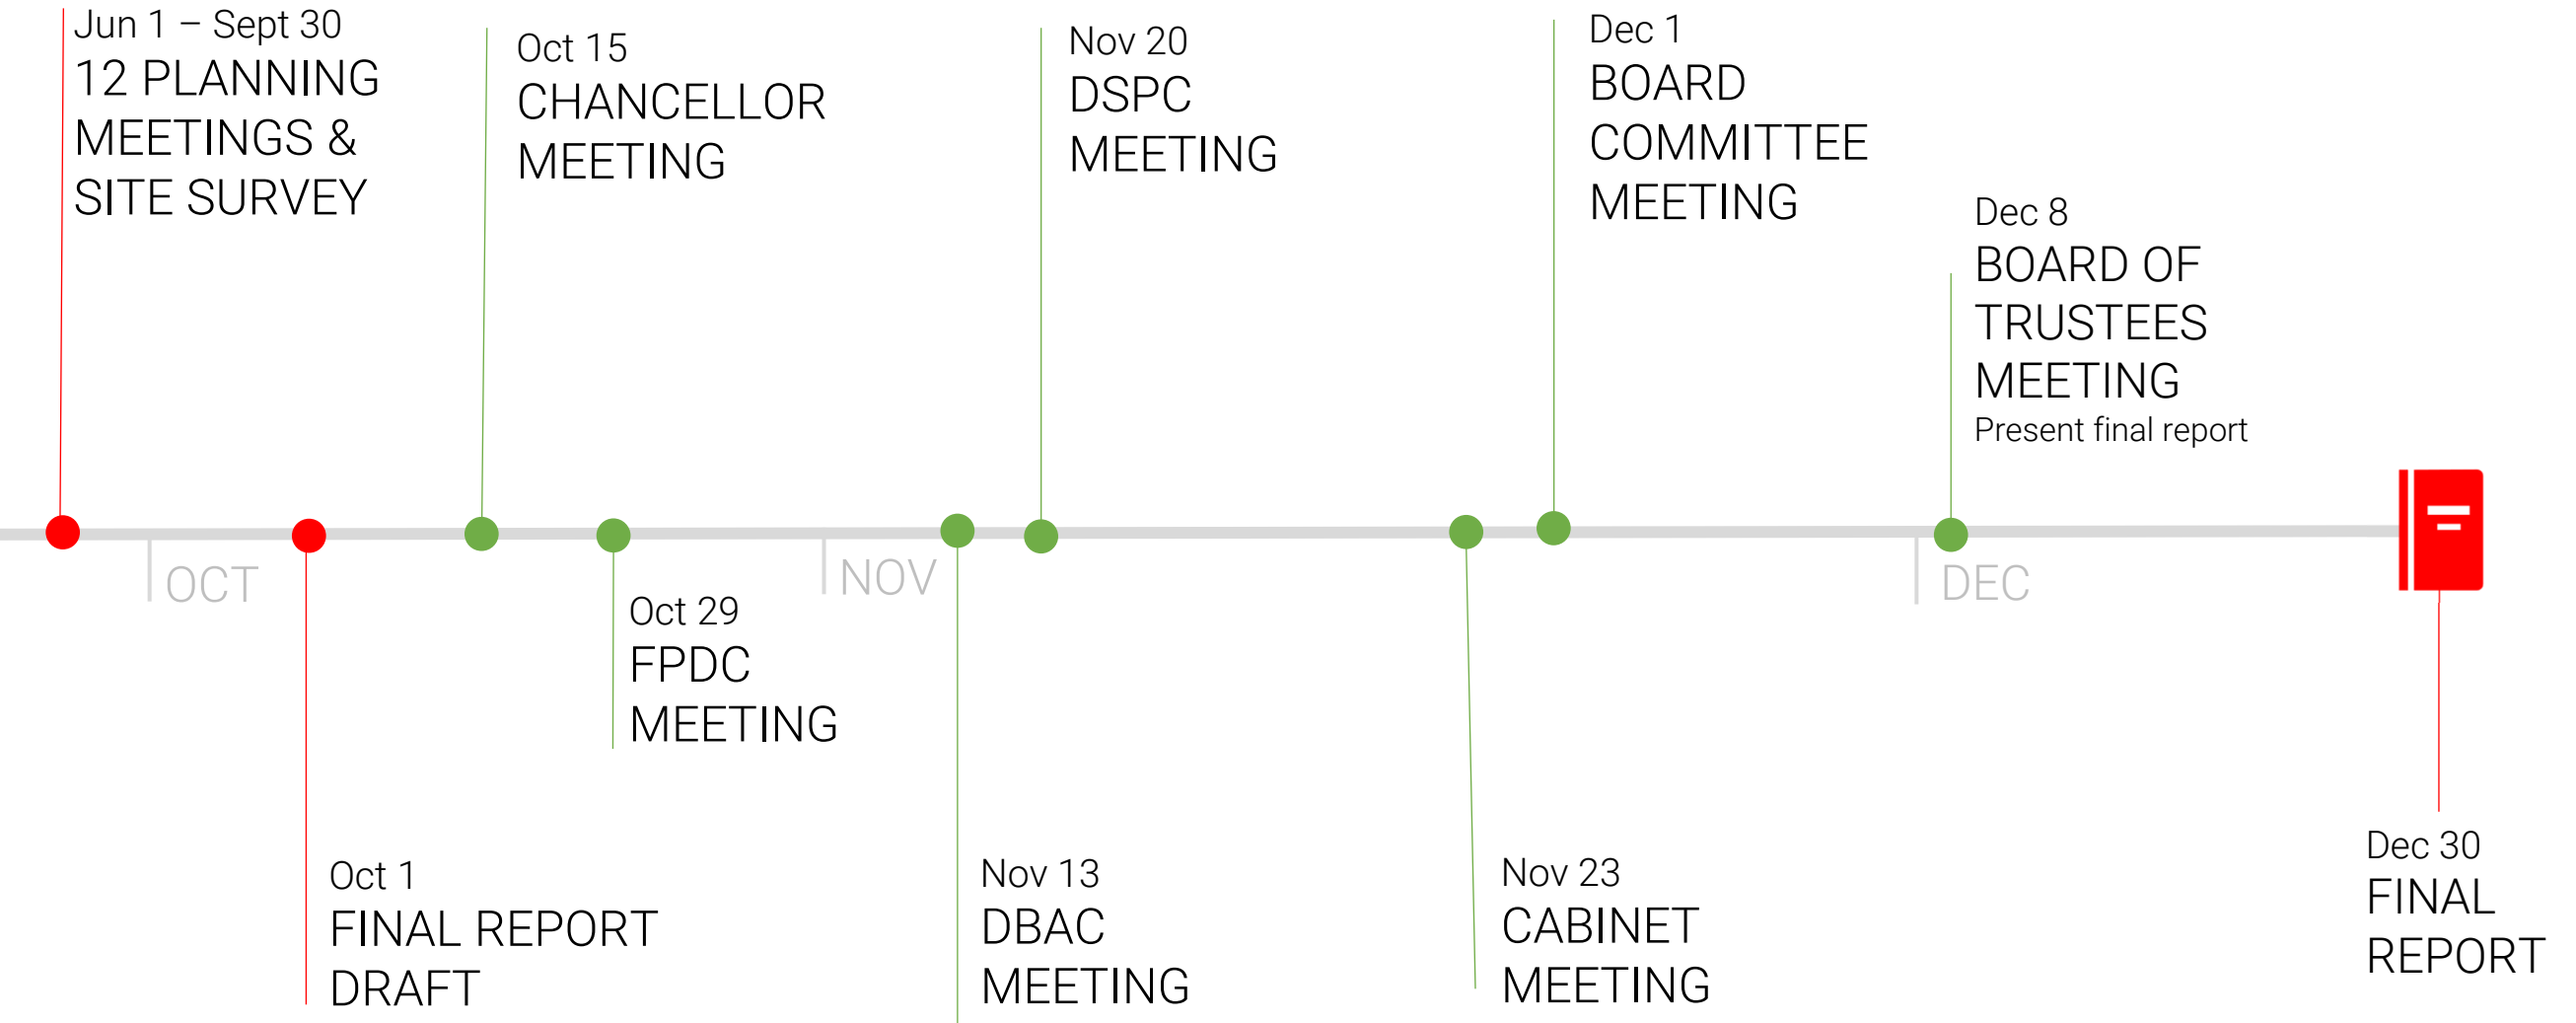 Jun 1 – Sept 30
12 PLANNING
MEETINGS &
SITE SURVEY
Oct 15
CHANCELLOR
MEETING
Nov 20
DSPC
MEETING
Dec 1
BOARD
COMMITTEE
MEETING
Dec 8
BOARD OF
TRUSTEES
MEETING
Present final report
OCT
NOV
DEC
Oct 29
FPDC
MEETING
Oct 1
FINAL REPORT
DRAFT
Nov 13
DBAC
MEETING
Nov 23
CABINET
MEETING
Dec 30
FINAL
REPORT